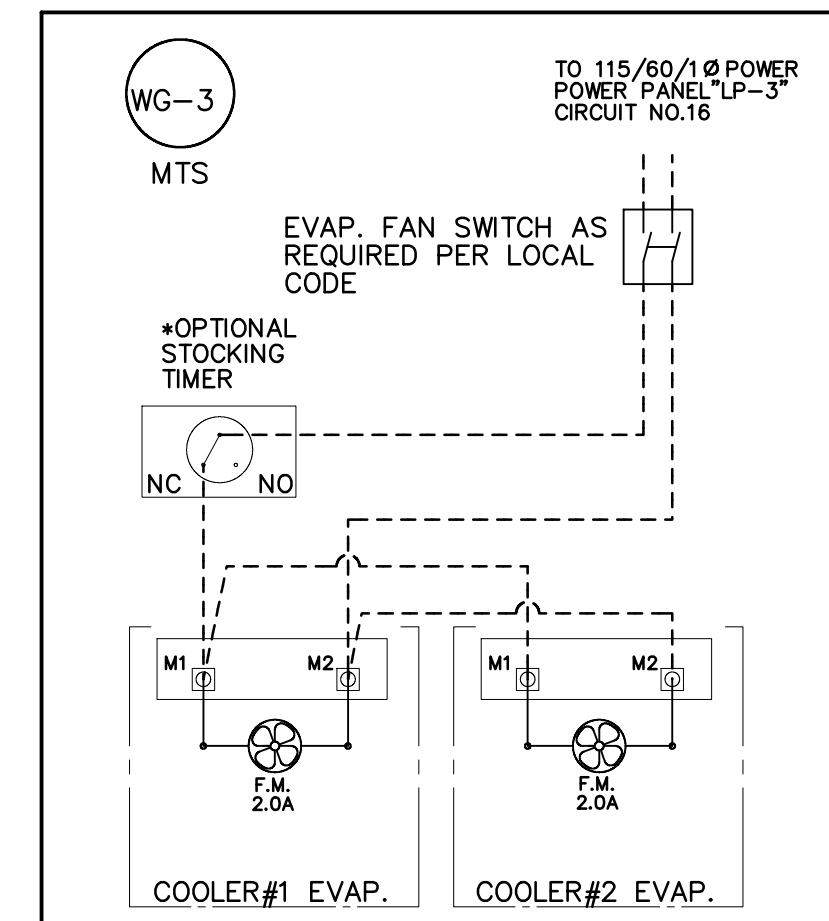 WG-3
MTS
TO 115/60/1Ø POWER
POWER PANEL"LP-3"
CIRCUIT NO.16
EVAP. FAN SWITCH AS
REQUIRED PER LOCAL
CODE
*OPTIONAL
STOCKING
TIMER
NC NO
M1 M2
F.M.
2.0A
COOLER#1 EVAP.
M1 M2
F.M.
2.0A
COOLER#2 EVAP.